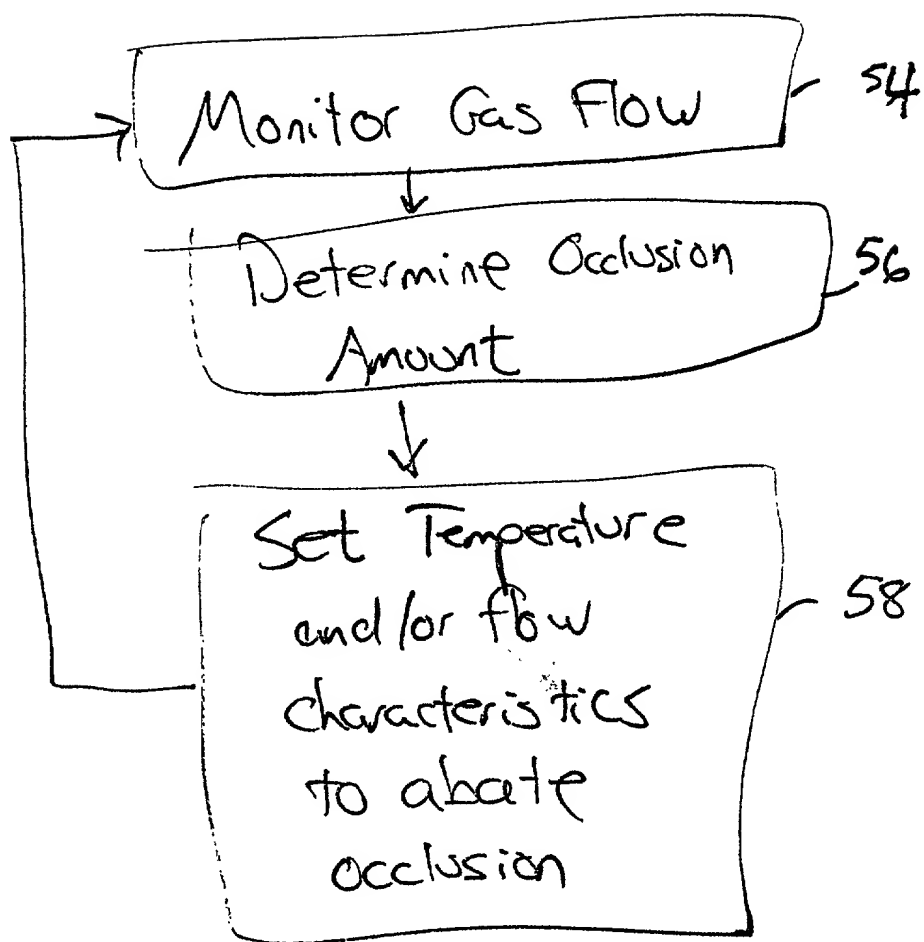 Monitor Gas Flow
54
Determine Occlusion
Amount
56
Set Temperature
and/or flow
characteristics
to abate
occlusion
58